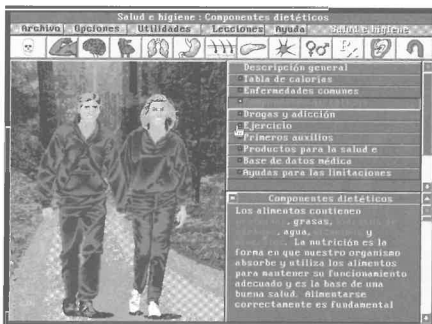 Salud e higiene : Componentes dietéticos
Archivo Opciones Utilidades Lecciones Ayuda Salud e higiene
Descripción general
Tabla de calorías
Enfermedades comunes
Drogas y adicción
Ejercicio
Primeros auxilios
Productos para la salud e
Base de datos médica
Ayudas para las limitaciones
Componentes dietéticos
Los alimentos contienen
, grasas,
, agua, y
. La nutrición es la
forma en que nuestro organismo
absorbe y utiliza los alimentos
para mantener su funcionamiento
adecuado y es la base de una
buena salud. Alimentarse
correctamente es fundamental